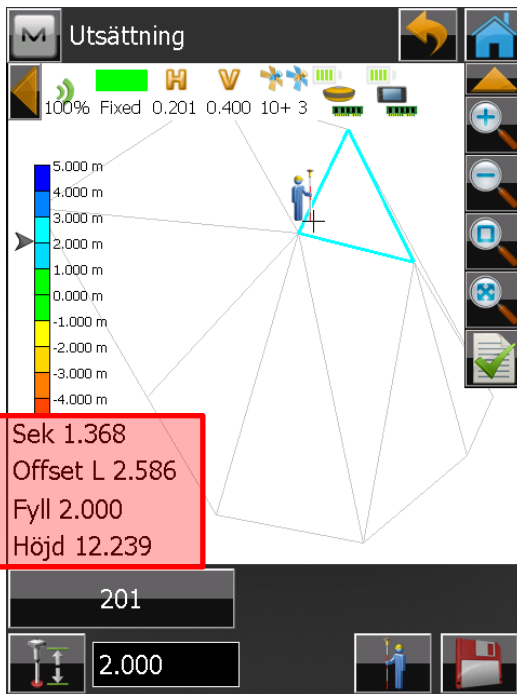 M Utsättning
H V
100% Fixed 0.201 0.400 10+ 3
5.000 m
4.000 m
3.000 m
2.000 m
1.000 m
0.000 m
-1.000 m
-2.000 m
-3.000 m
-4.000 m
Sek 1.368
Offset L 2.586
Fyll 2.000
Höjd 12.239
201
2.000